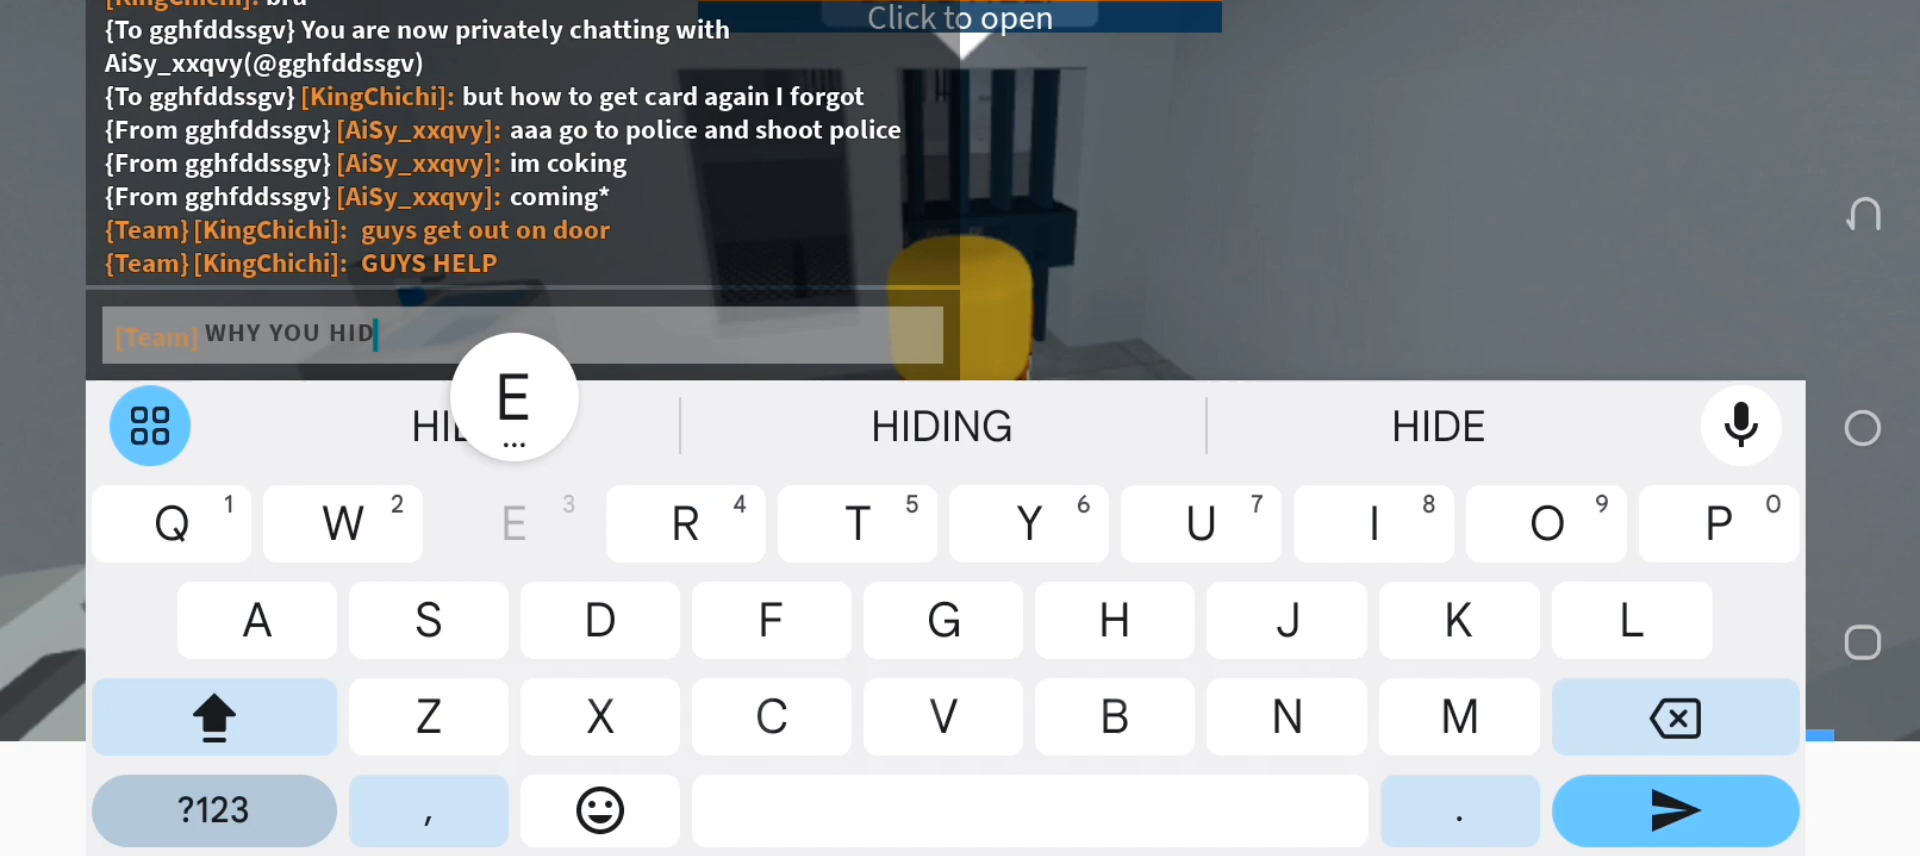 [KingChichi]: bru
Click to open
{To gghfddssgv} You are now privately chatting with
AiSy_xxqvy(@gghfddssgv)
{To gghfddssgv} [KingChichi]: but how to get card again I forgot
{From gghfddssgv} [AiSy_xxqvy]: aaa go to police and shoot police
{From gghfddssgv} [AiSy_xxqvy]: im coking
{From gghfddssgv} [AiSy_xxqvy]: coming*
{Team} [KingChichi]: guys get out on door
{Team} [KingChichi]: GUYS HELP
[Team] WHY YOU HID
E
...
HIDING
HIDE
Q 1 W 2 E 3 R 4 T 5 Y 6 U 7 I 8 O 9 P 0
A S D F G H J K L
Z X C V B N M
?123 , .